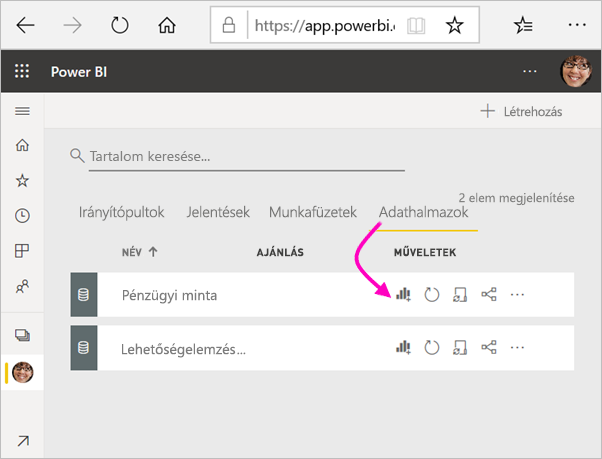 https://app.powerbi.c
Power BI
Létrehozás
Tartalom keresése...
2 elem megjelenítése
Irányítópultok Jelentések Munkafüzetek Adathalmazok
NÉV AJÁNLÁS MŰVELETEK
Pénzügyi minta
Lehetőségelemzés...